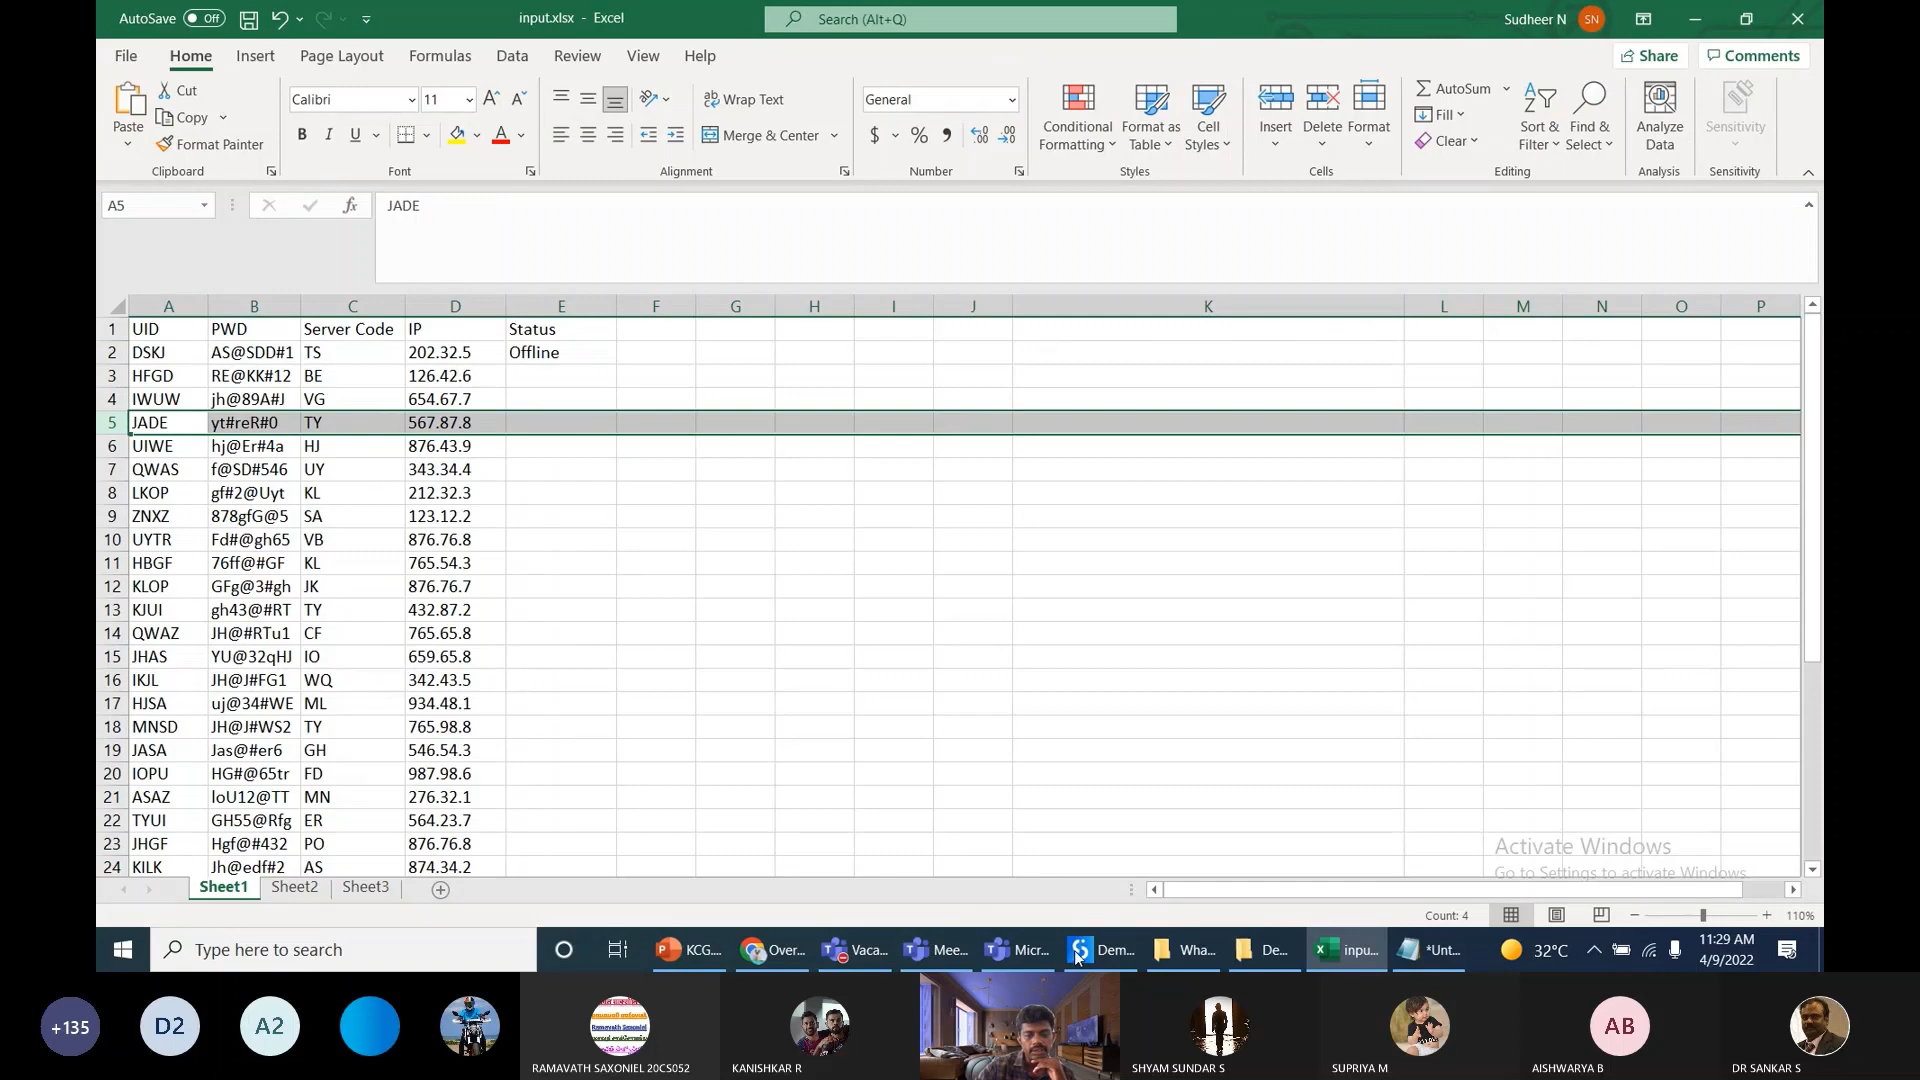 AutoSave Off input.xlsx - Excel Search (Alt+Q) Sudheer N SN
File Home Insert Page Layout Formulas Data Review View Help Share Comments
Paste Cut Copy Format Painter
Clipboard
Calibri 11
B I U
Font
Wrap Text
Merge & Center
Alignment
General
$ % ,
Number
Conditional Formatting
Format as Table
Cell Styles
Styles
Insert Delete Format
Cells
AutoSum
Fill
Clear
Sort & Filter
Find & Select
Editing
Analyze Data
Analysis
Sensitivity
Sensitivity
A5 fx JADE
A B C D E F G H I J K L M N O P
1 UID PWD Server Code IP Status
2 DSKJ AS@SDD#1 TS 202.32.5 Offline
3 HFGD RE@KK#12 BE 126.42.6
4 IWUW jh@89A#J VG 654.67.7
5 JADE yt#reR#0 TY 567.87.8
6 UIWE hj@Er#4a HJ 876.43.9
7 QWAS f@SD#546 UY 343.34.4
8 LKOP gf#2@Uyt KL 212.32.3
9 ZNXZ 878gfG@5 SA 123.12.2
10 UYTR Fd#@gh65 VB 876.76.8
11 HBGF 76ff@#GF KL 765.54.3
12 KLOP GFg@3#gh JK 876.76.7
13 KJUI gh43@#RT TY 432.87.2
14 QWAZ JH@#RTu1 CF 765.65.8
15 JHAS YU@32qHJ IO 659.65.8
16 IKJL JH@J#FG1 WQ 342.43.5
17 HJSA uj@34#WE ML 934.48.1
18 MNSD JH@J#WS2 TY 765.98.8
19 JASA Jas@#er6 GH 546.54.3
20 IOPU HG#@65tr FD 987.98.6
21 ASAZ loU12@TT MN 276.32.1
22 TYUI GH55@Rfg ER 564.23.7
23 JHGF Hgf@#432 PO 876.76.8
24 KILK Jh@edf#2 AS 874.34.2
Activate Windows
Go to Settings to activate Windows.
Sheet1 Sheet2 Sheet3
Count: 4 110%
Type here to search KCG... Over... Vaca... Mee... Micr... Dem... Wha... De... inpu... *Unt... 32°C 11:29 AM
4/9/2022
+135 D2 A2 AB
Ramavath Saxoniel
RAMAVATH SAXONIEL 20CS052 KANISHKAR R SHYAM SUNDAR S SUPRIYA M AISHWARYA B DR SANKAR S